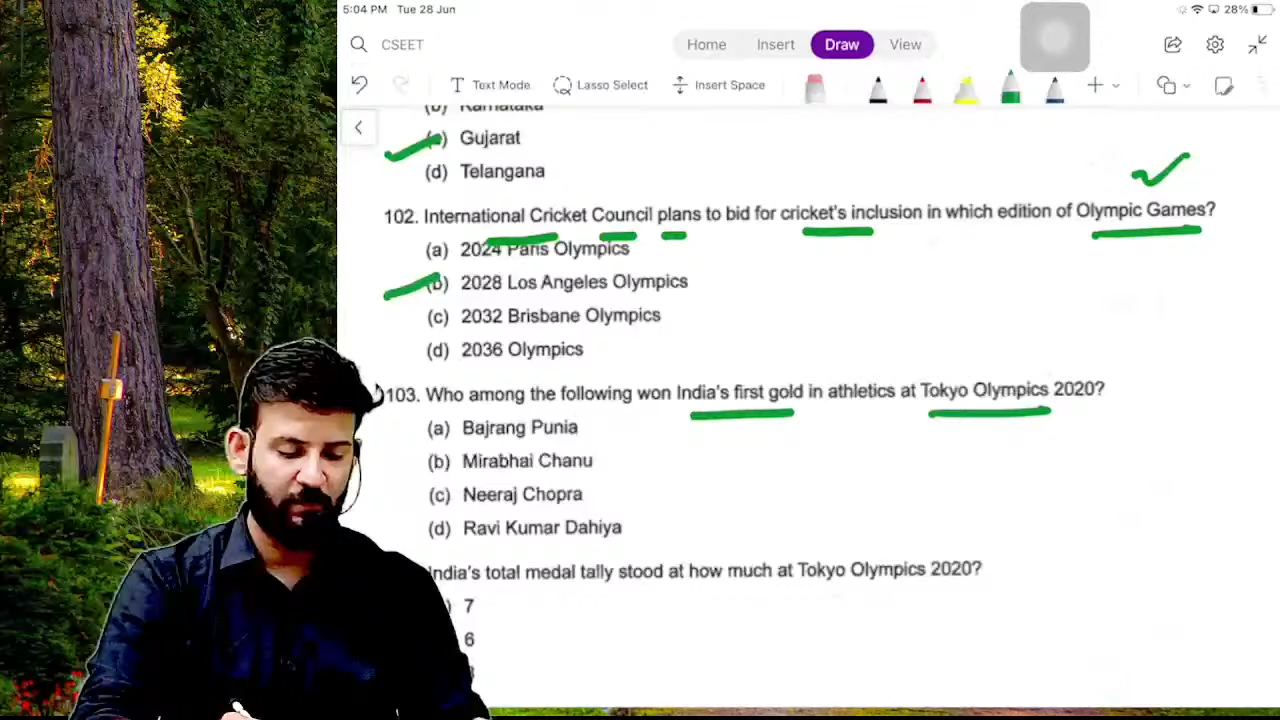 5:04 PM Tue 28 Jun
28%
CSEET
Home Insert Draw View
Text Mode Lasso Select Insert Space
(b) Karnataka
(c) Gujarat
(d) Telangana
102. International Cricket Council plans to bid for cricket's inclusion in which edition of Olympic Games?
(a) 2024 Paris Olympics
(b) 2028 Los Angeles Olympics
(c) 2032 Brisbane Olympics
(d) 2036 Olympics
103. Who among the following won India's first gold in athletics at Tokyo Olympics 2020?
(a) Bajrang Punia
(b) Mirabhai Chanu
(c) Neeraj Chopra
(d) Ravi Kumar Dahiya
India's total medal tally stood at how much at Tokyo Olympics 2020?
) 7
6